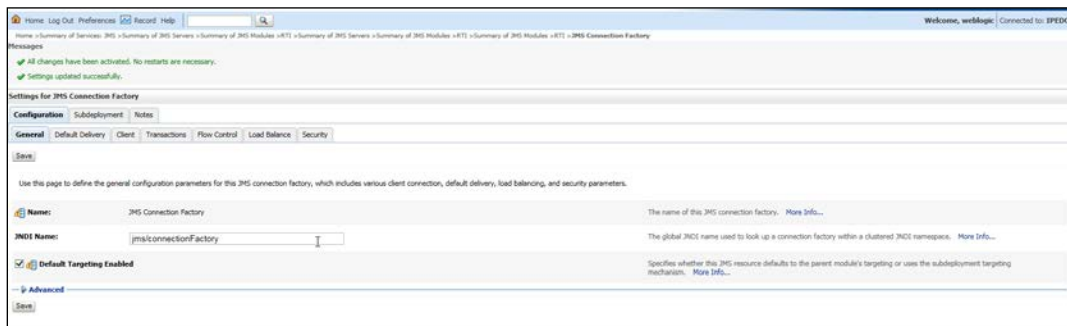 Home Log Out Preferences Record Help
Welcome, weblogic Connected to: IPEDC
Home >Summary of Services: JMS >Summary of JMS Servers >Summary of JMS Modules >RTI >Summary of JMS Servers >Summary of JMS Modules >RTI >Summary of JMS Modules >RTI >JMS Connection Factory
Messages
All changes have been activated. No restarts are necessary.
Settings updated successfully.
Settings for JMS Connection Factory
Configuration Subdeployment Notes
General Default Delivery Client Transactions Flow Control Load Balance Security
Save
Use this page to define the general configuration parameters for this JMS connection factory, which includes various client connection, default delivery, load balancing, and security parameters.
Name: JMS Connection Factory The name of this JMS connection factory. More Info...
JNDI Name: jms/connectionFactory The global JNDI name used to look up a connection factory within a clustered JNDI namespace. More Info...
Default Targeting Enabled Specifies whether this JMS resource defaults to the parent module's targeting or uses the subdeployment targeting
mechanism. More Info...
Advanced
Save